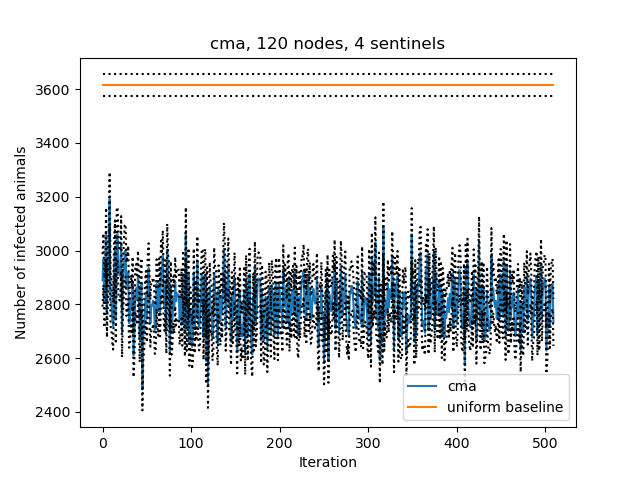 cma, 120 nodes, 4 sentinels
3600
3400
3200
3000
2800
2600
2400
Number of infected animals
cma
uniform baseline
0
100
200
300
400
500
Iteration